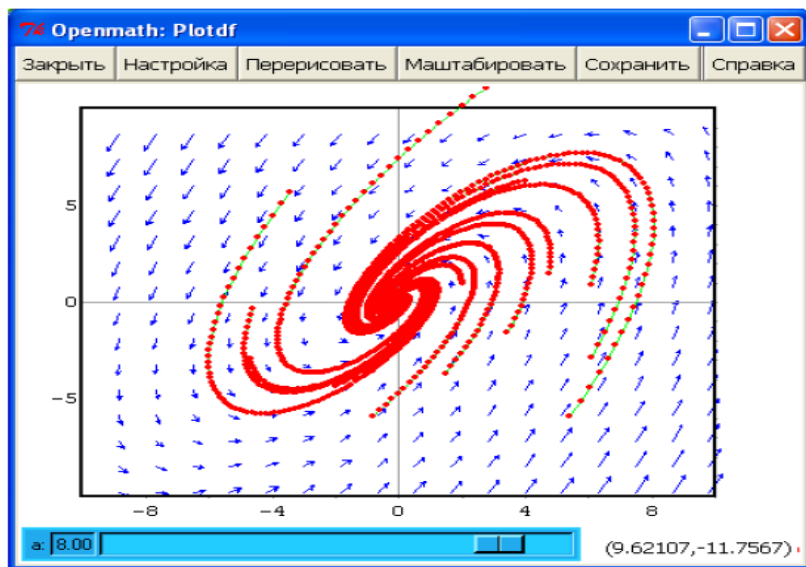 7% Openmath: Plotdf
Закрыть Настройка Перерисовать Маштабировать Сохранить Справка
5
0
-5
-8 -4 0 4 8
a: 8.00
(9.62107,-11.7567)